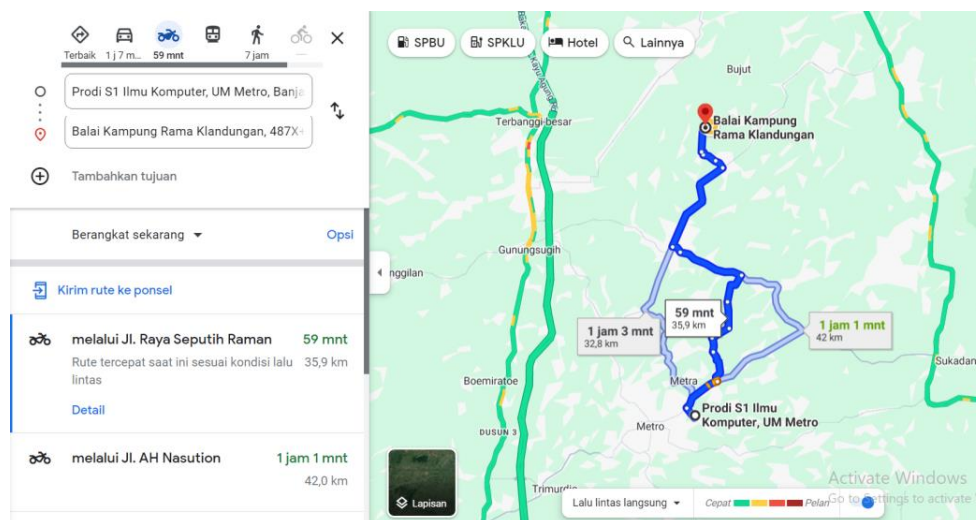 Terbaik
1 j 7 m...
59 mnt
7 jam
Prodi S1 Ilmu Komputer, UM Metro, Banja
Balai Kampung Rama Klandungan, 487X+
Tambahkan tujuan
Berangkat sekarang
Opsi
Kirim rute ke ponsel
melalui Jl. Raya Seputih Raman
59 mnt
Rute tercepat saat ini sesuai kondisi lalu
35,9 km
lintas
Detail
melalui Jl. AH Nasution
1 jam 1 mnt
42,0 km
SPBU
SPKLU
Hotel
Lainnya
Kayu Agung
Bujut
Terbanggi besar
Balai Kampung
Rama Klandungan
Gunungsugih
nggilan
59 mnt
35,9 km
1 jam 3 mnt
32,8 km
1 jam 1 mnt
42 km
Sukadan
Boemiratoe
Metra
Prodi S1 Ilmu
Komputer, UM Metro
Metro
DUSUN 3
Trimurdjo
Lapisan
Lalu lintas langsung
Cepat
Pelan
Activate Windows
Go to Settings to activate